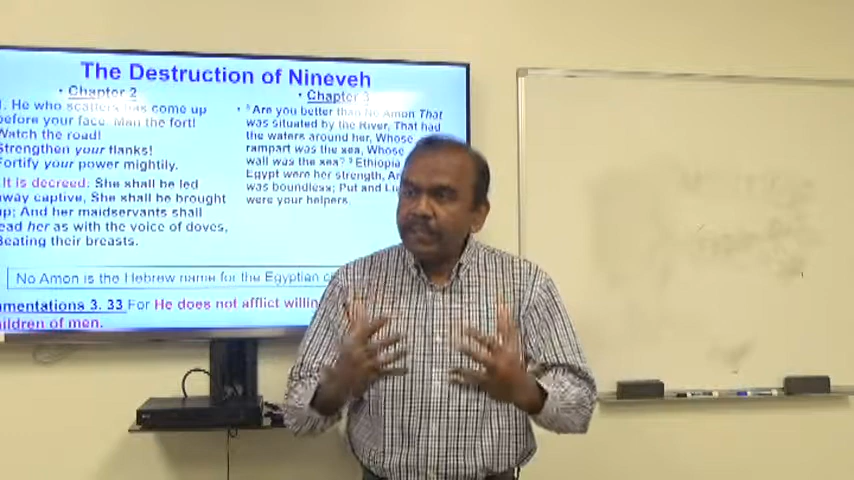 The Destruction of Nineveh
• Chapter 2
1. He who scatters has come up
before your face. Man the fort!
Watch the road!
Strengthen your flanks!
Fortify your power mightily.
It is decreed: She shall be led
away captive, She shall be brought
up; And her maidservants shall
lead her as with the voice of doves,
Beating their breasts.
• Chapter 3
• 8 Are you better than No Amon That
was situated by the River, That had
the waters around her, Whose
rampart was the sea, Whose
wall was the sea? 9 Ethiopia
Egypt were her strength,
was boundless; Put and
were your helpers.
No Amon is the Hebrew name for the Egyptian
Lamentations 3. 33 For He does not afflict
children of men.